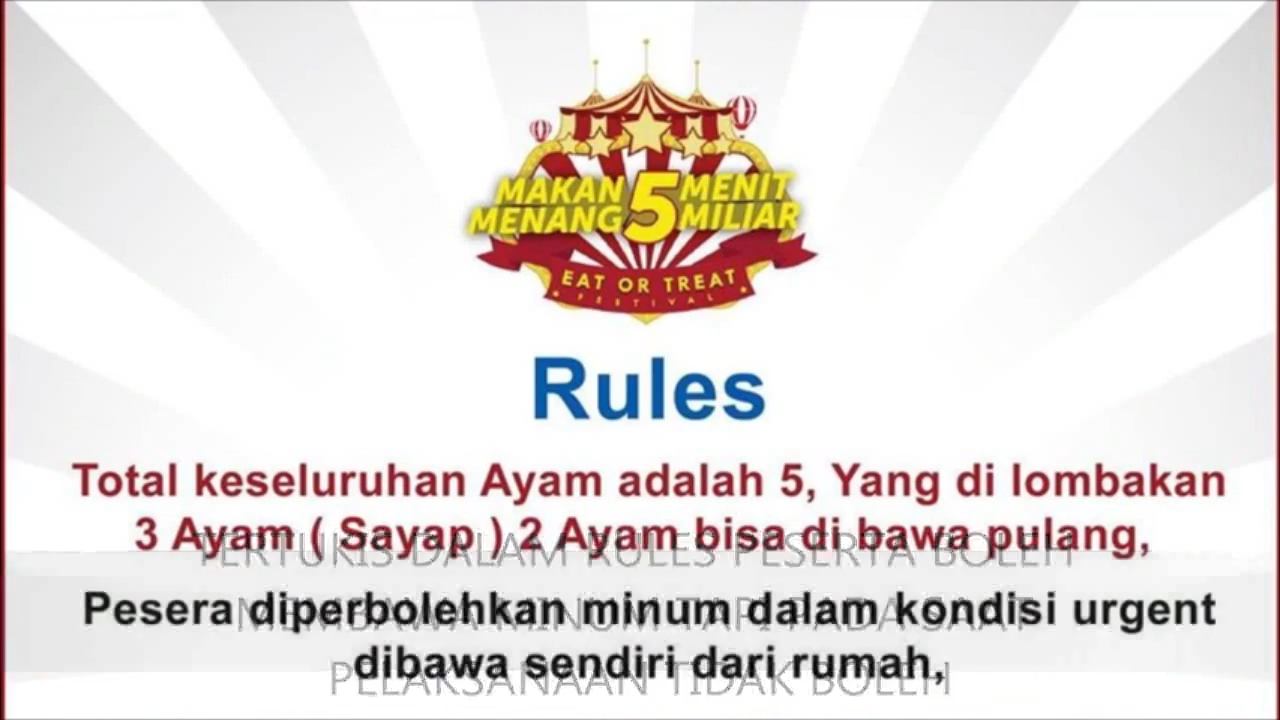 MAKAN 5 MENIT
MENANG MILIAR
EAT OR TREAT
FESTIVAL
Rules
Total keseluruhan Ayam adalah 5, Yang di lombakan
3 Ayam ( Sayap ) 2 Ayam bisa di bawa pulang,
TERTUKIS DALAM RULES PESERTA BOLEH
Pesera diperbolehkan minum dalam kondisi urgent
MEMBAWA MINUM TAPI PADA SAAT
dibawa sendiri dari rumah,
PELAKSANAAN TIDAK BOLEH